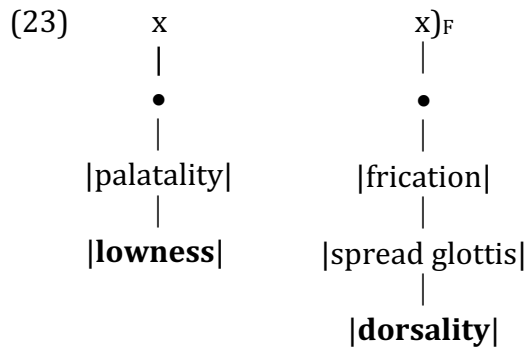 (23) x x)F
• •
|palatality| |frication|
|lowness| |spread glottis|
|dorsality|